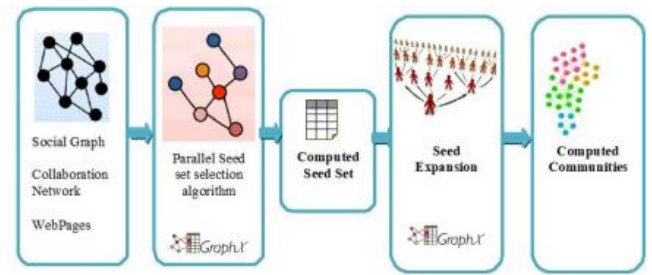 Social Graph
Collaboration
Network
WebPages
Parallel Seed
set selection
algorithm
GraphX
Computed
Seed Set
Seed
Expansion
GraphX
Computed
Communities